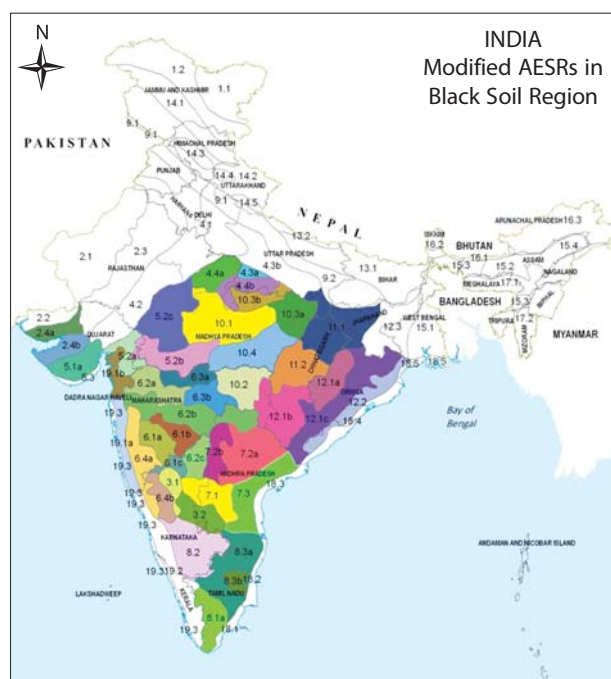 N
INDIA
Modified AESRs in
Black Soil Region
1.2
1.1
JAMMU AND KASHMIR
14.1
9.1
HIMACHAL PRADESH
14.3
PAKISTAN
PUNJAB
14.4 14.2
UTTARAKHAND
9.1
14.5
HARYANA
DELHI
4.1
NEPAL
13.2
ARUNACHAL PRADESH 16.3
SIKKIM
16.2
BHUTAN
2.1
2.3
RAJASTHAN
UTTAR PRADESH
4.3b
9.2
13.1
BIHAR
15.3
16.1
15.2
ASSAM
15.4
NAGALAND
MEGHALAYA
17.1
4.2
4.4a
4.3a
4.4b
10.3b
BANGLADESH
15.3
TRIPURA
17.2
MIZORAM
MYANMAR
2.2
2.4a
5.2c
10.1
MADHYA PRADESH
10.3a
11.1
JHARKHAND
12.3
WEST BENGAL
15.1
2.4b
GUJARAT
5.2a
5.2b
10.4
CHHATTISGARH
11.2
18.5
18.5
5.1a
5.3
19.1b
6.2a
6.3a
10.2
12.1a
ORISSA
DADRA NAGAR HAVELI
MAHARASHTRA
6.3b
12.2
19.3
6.2b
12.1b
12.1c
18.4
Bay of
Bengal
19.1a
6.1a
6.1b
7.2b
6.4a
6.1c
6.2c
7.2a
19.3
18.3
3.1
7.1
7.3
19.3
6.4b
3.2
19.3
KARNATAKA
8.2
8.3a
ANDAMAN AND NICOBAR ISLAND
19.3
19.2
8.3b
18.2
LAKSHADWEEP
KERALA
TAMIL NADU
19.3
18.1